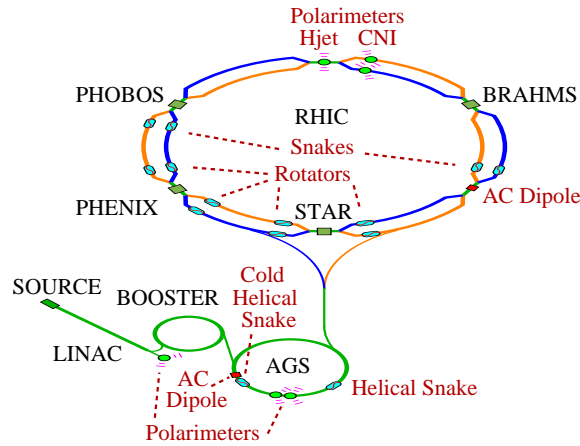 Polarimeters
Hjet CNI
PHOBOS
BRAHMS
RHIC
Snakes
Rotators
PHENIX
AC Dipole
STAR
Cold
Helical
Snake
SOURCE
BOOSTER
LINAC
AGS
AC
Dipole
Helical Snake
Polarimeters